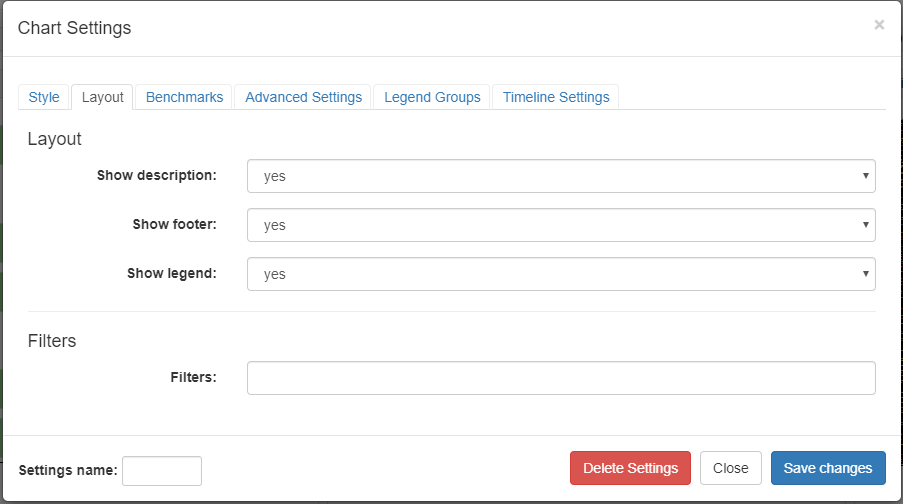 Chart Settings ×
Style Layout Benchmarks Advanced Settings Legend Groups Timeline Settings
Layout
Show description: yes
Show footer: yes
Show legend: yes
Filters
Filters:
Settings name: Delete Settings Close Save changes